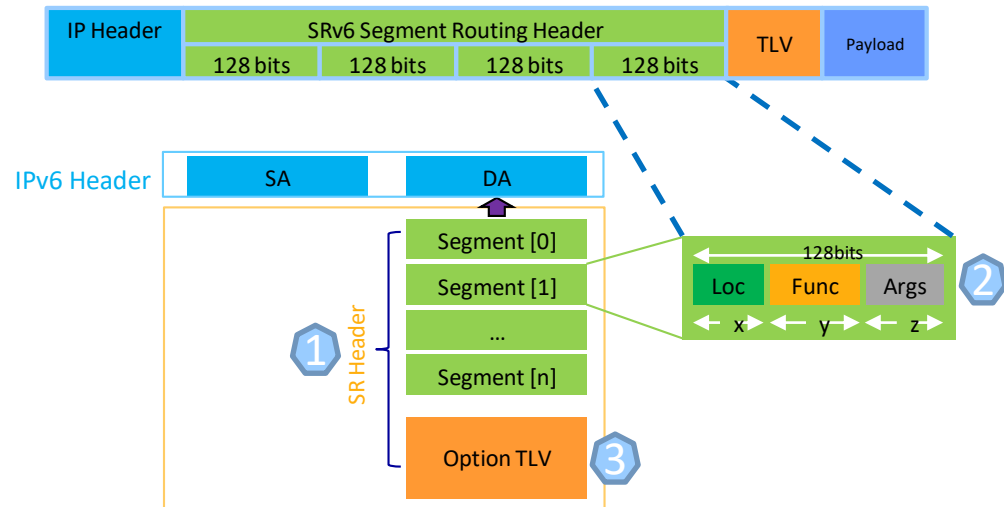 IP Header
SRv6 Segment Routing Header
TLV
Payload
128 bits
128 bits
128 bits
128 bits
IPv6 Header
SA
DA
Segment [0]
Segment [1]
...
Segment [n]
Option TLV
SR Header
1
128bits
Loc
Func
Args
x
y
z
2
3